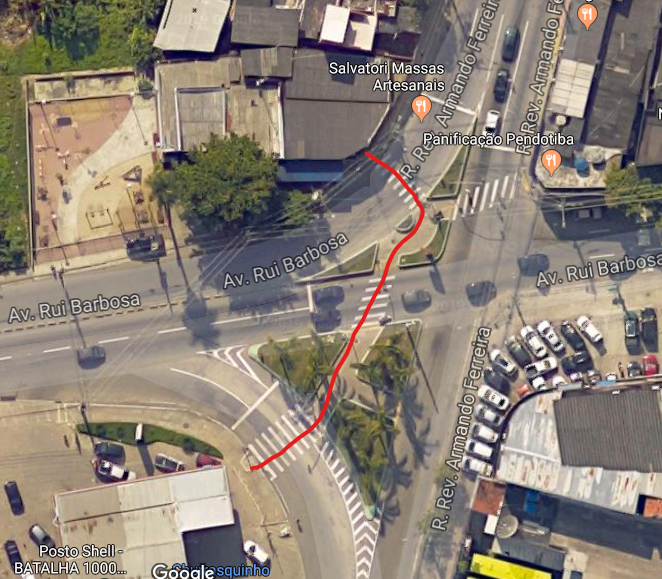 R. Rev. Armando Ferreira
R. Rev. Armando Ferre
Salvatori Massas
Artesanais
Panificação Pendotiba
Av. Rui Barbosa
Av. Rui Barbosa
Av. Rui Barbosa
R. Rev. Armando Ferreira
Posto Shell -
BATALHA 1000...
Google